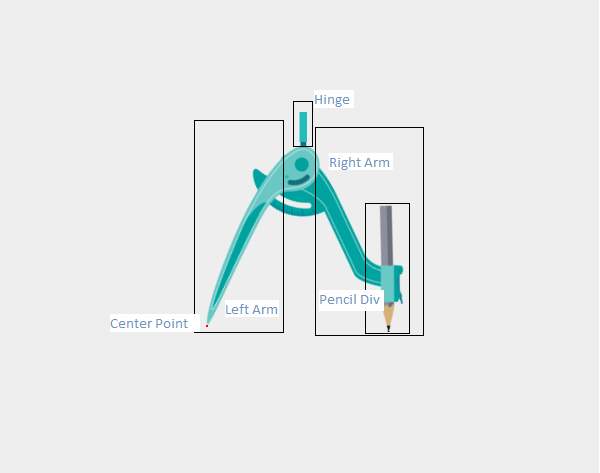 Hinge
Right Arm
Pencil Div
Left Arm
Center Point